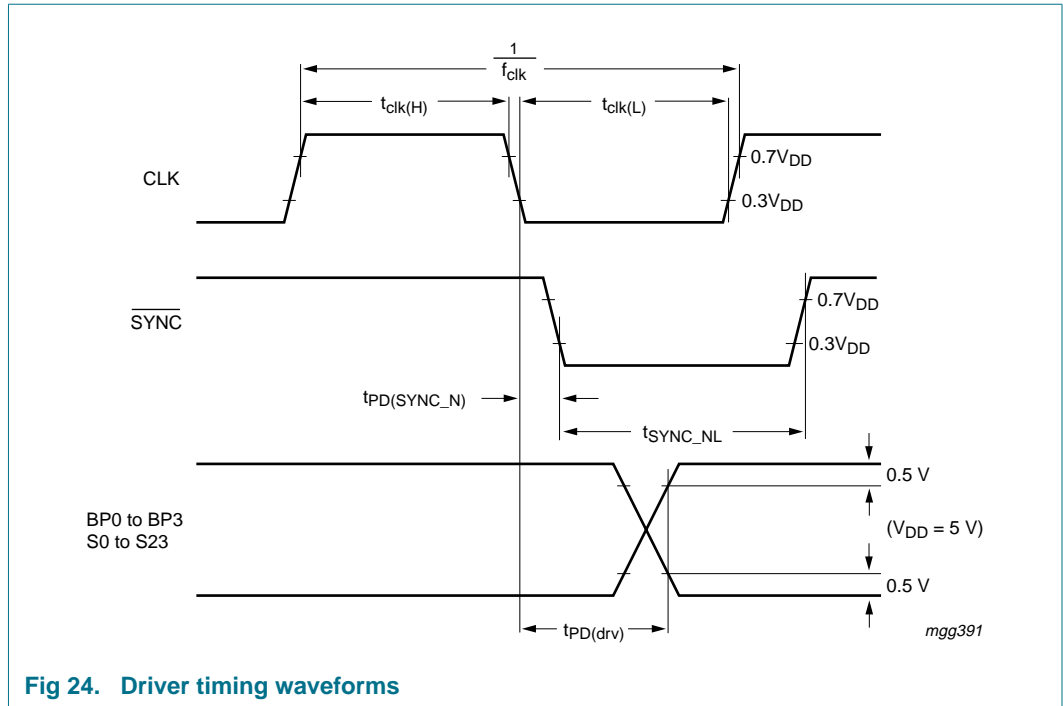 1
fclk
tclk(H)
tclk(L)
CLK
0.7VDD
0.3VDD
SYNC
0.7VDD
0.3VDD
tPD(SYNC_N)
tSYNC_NL
0.5 V
BP0 to BP3
S0 to S23
(VDD = 5 V)
0.5 V
tPD(drv)
mgg391
Fig 24. Driver timing waveforms